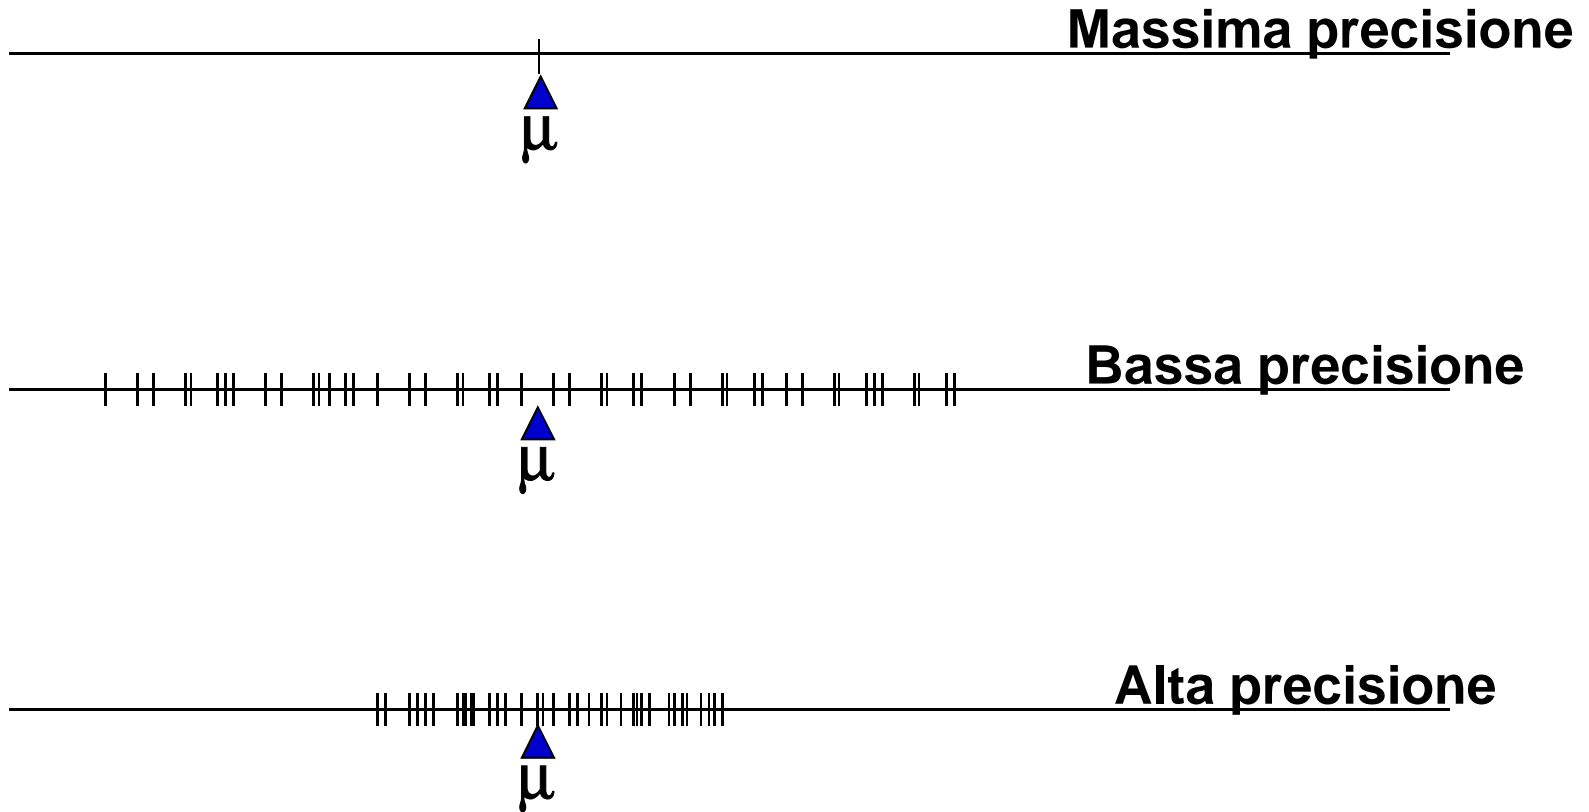 Massima precisione
μ
Bassa precisione
μ
Alta precisione
μ